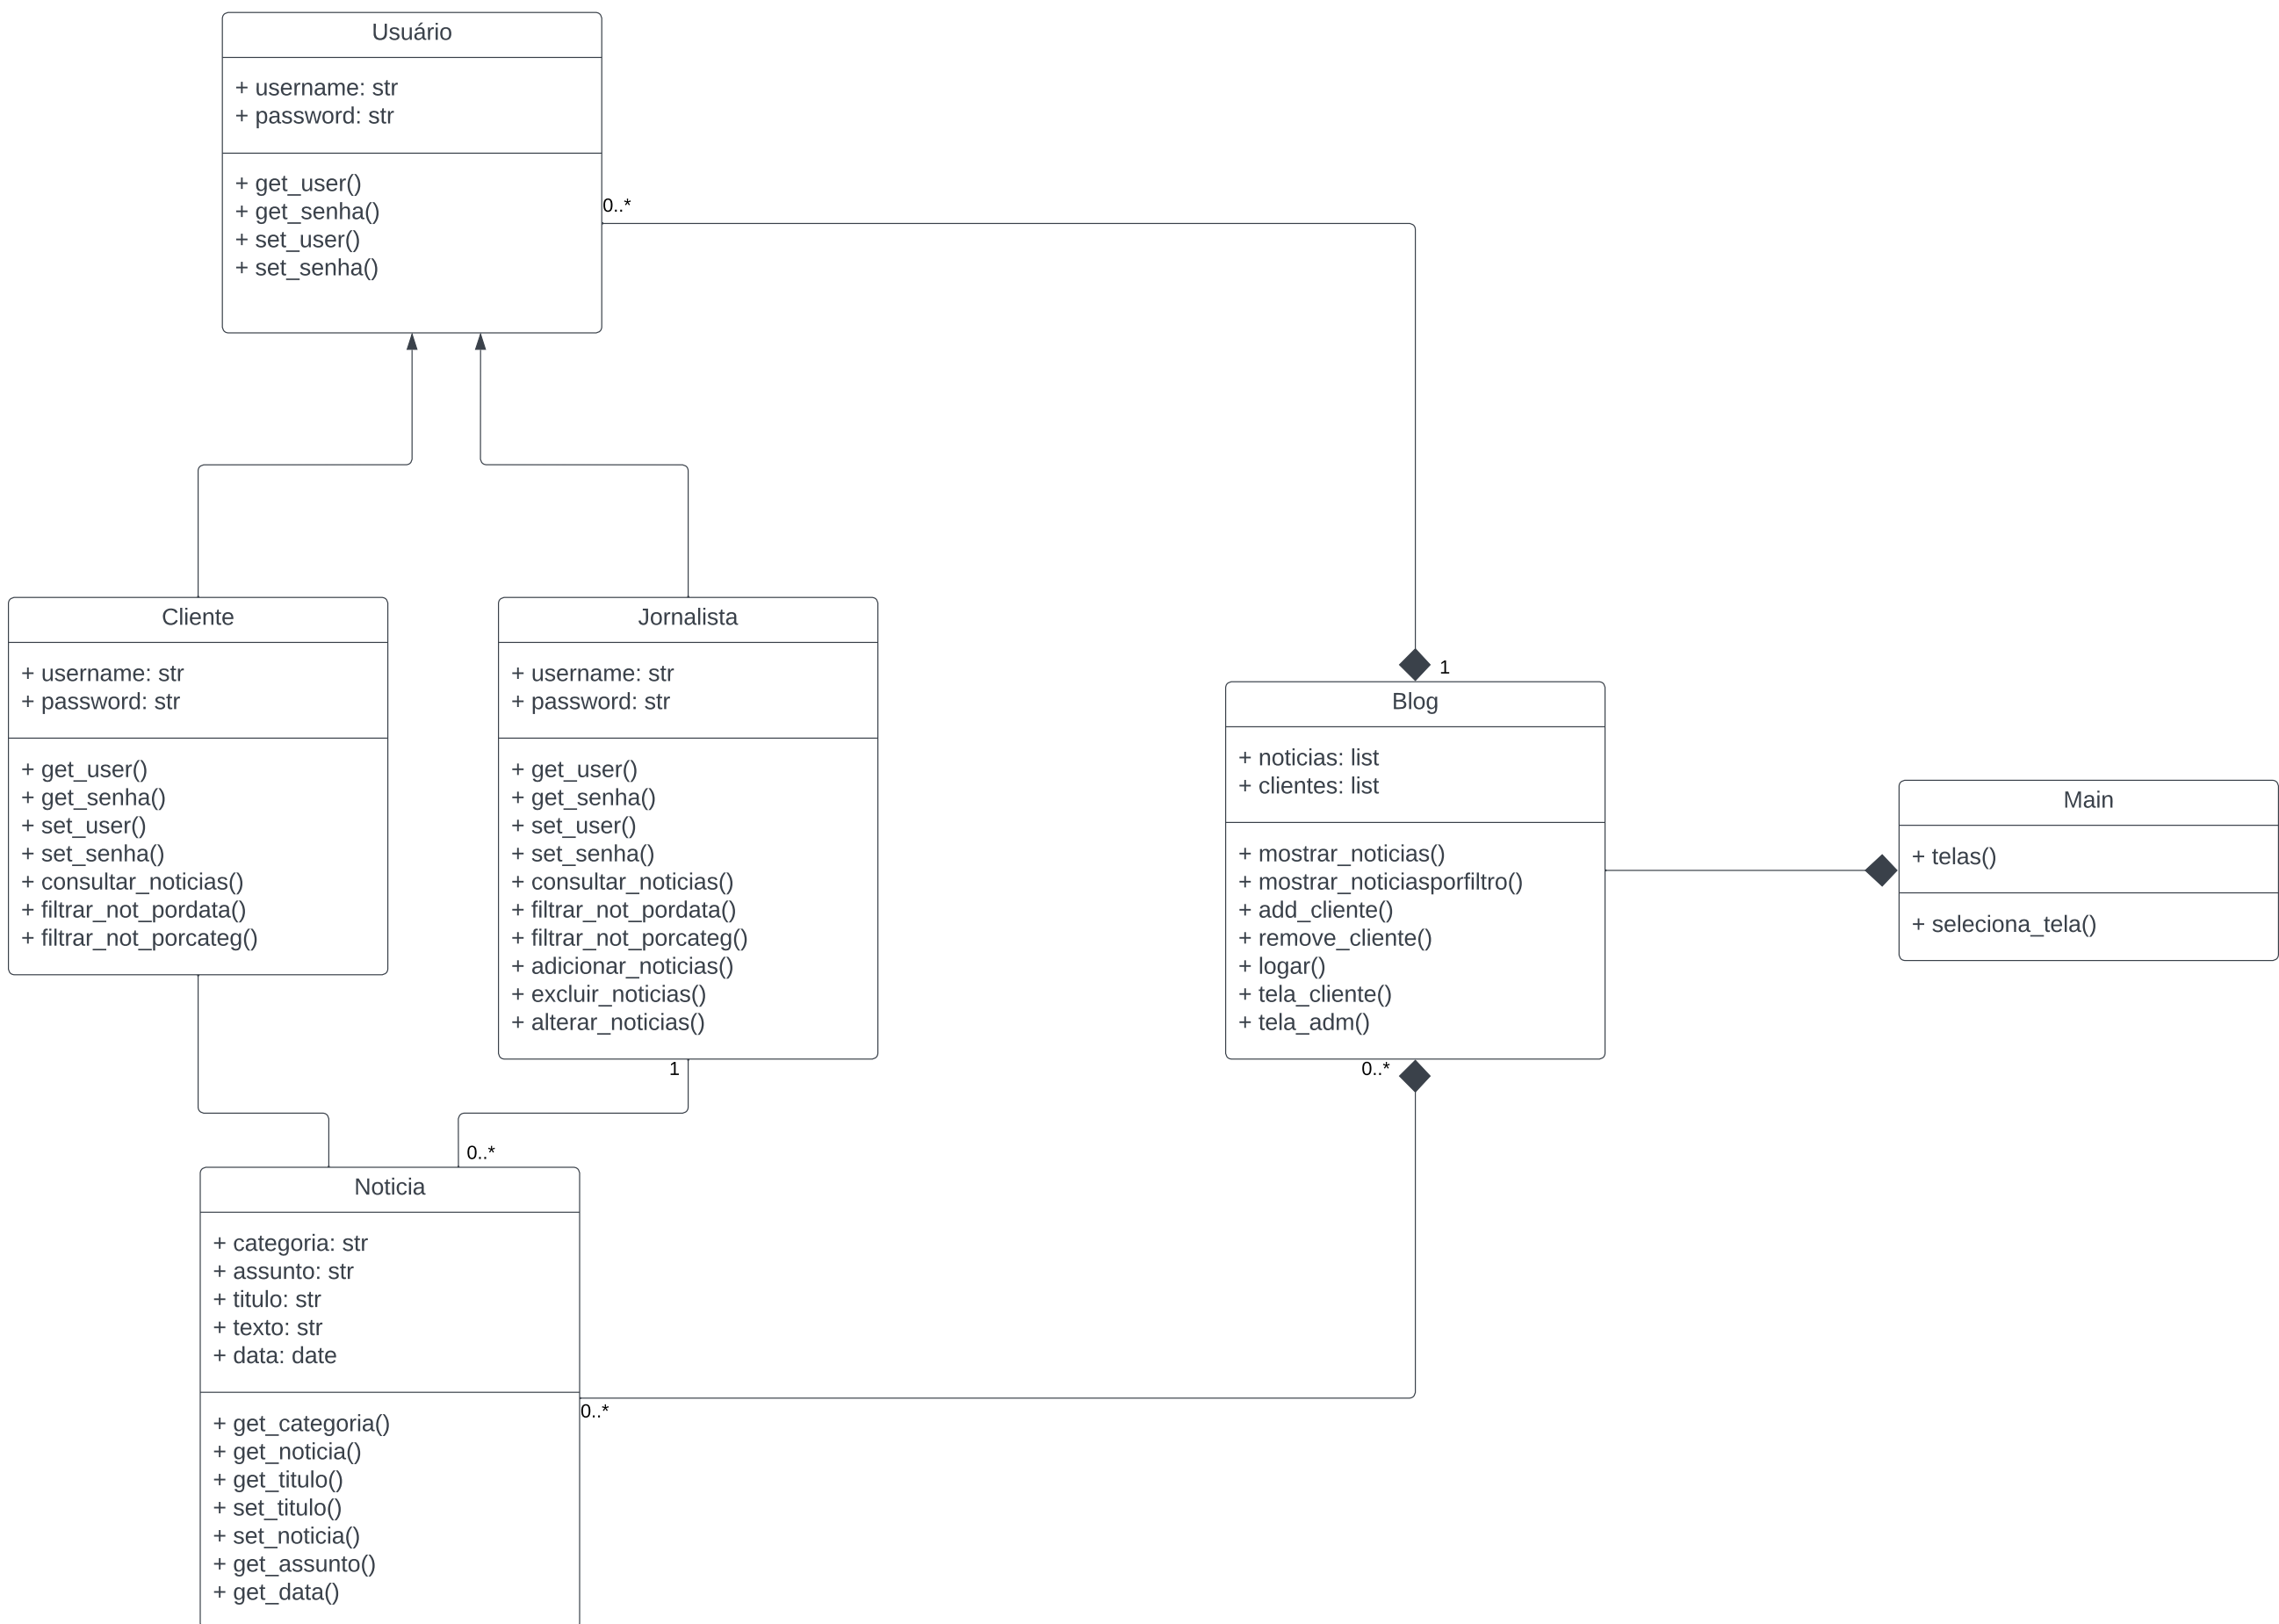 Usuário
+ username: str
+ password: str
+ get_user()
+ get_senha()
+ set_user()
+ set_senha()
0..*
Cliente
+ username: str
+ password: str
+ get_user()
+ get_senha()
+ set_user()
+ set_senha()
+ consultar_noticias()
+ filtrar_not_pordata()
+ filtrar_not_porcateg()
Jornalista
+ username: str
+ password: str
+ get_user()
+ get_senha()
+ set_user()
+ set_senha()
+ consultar_noticias()
+ filtrar_not_pordata()
+ filtrar_not_porcateg()
+ adicionar_noticias()
+ excluir_noticias()
+ alterar_noticias()
1
1
Blog
+ noticias: list
+ clientes: list
+ mostrar_noticias()
+ mostrar_noticiasporfiltro()
+ add_cliente()
+ remove_cliente()
+ logar()
+ tela_cliente()
+ tela_adm()
0..*
Main
+ telas()
+ seleciona_tela()
0..*
Noticia
+ categoria: str
+ assunto: str
+ titulo: str
+ texto: str
+ data: date
+ get_categoria()
+ get_noticia()
+ get_titulo()
+ set_titulo()
+ set_noticia()
+ get_assunto()
+ get_data()
0..*